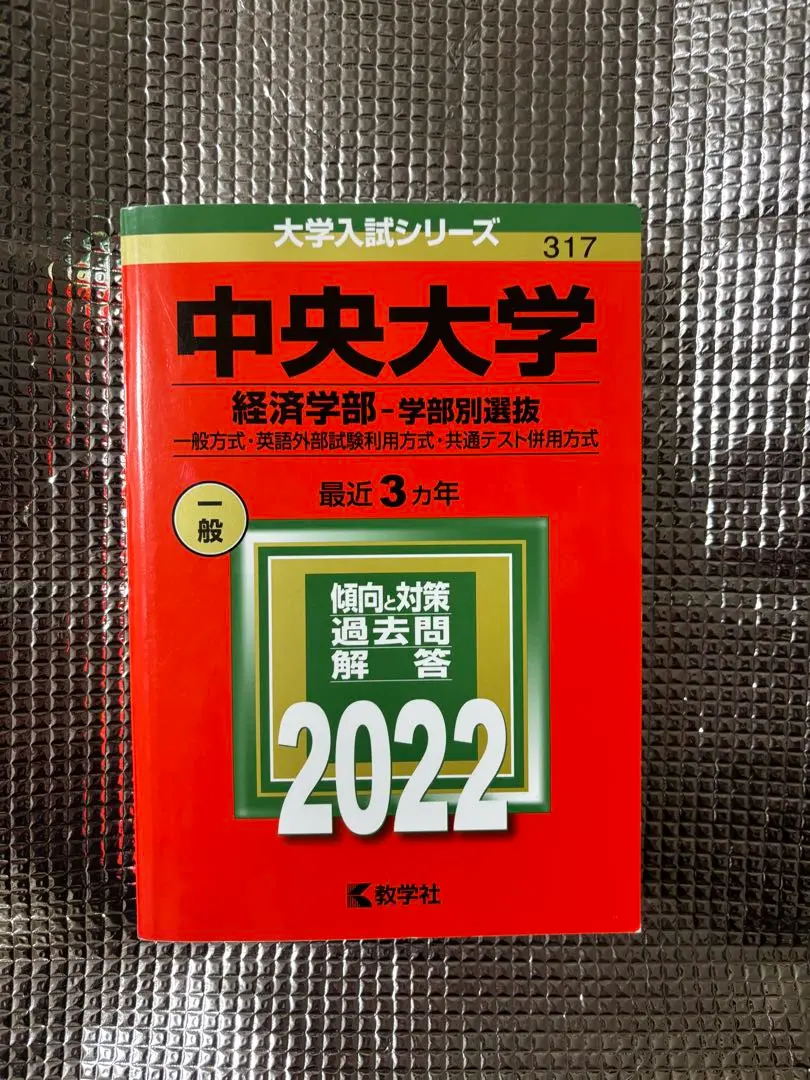 大学入試シリーズ
317
中央大学
経済学部－学部別選抜
一般方式・英語外部試験利用方式・共通テスト併用方式
最近3ヵ年
一般
傾向と対策
過去問
解答
2022
教学社